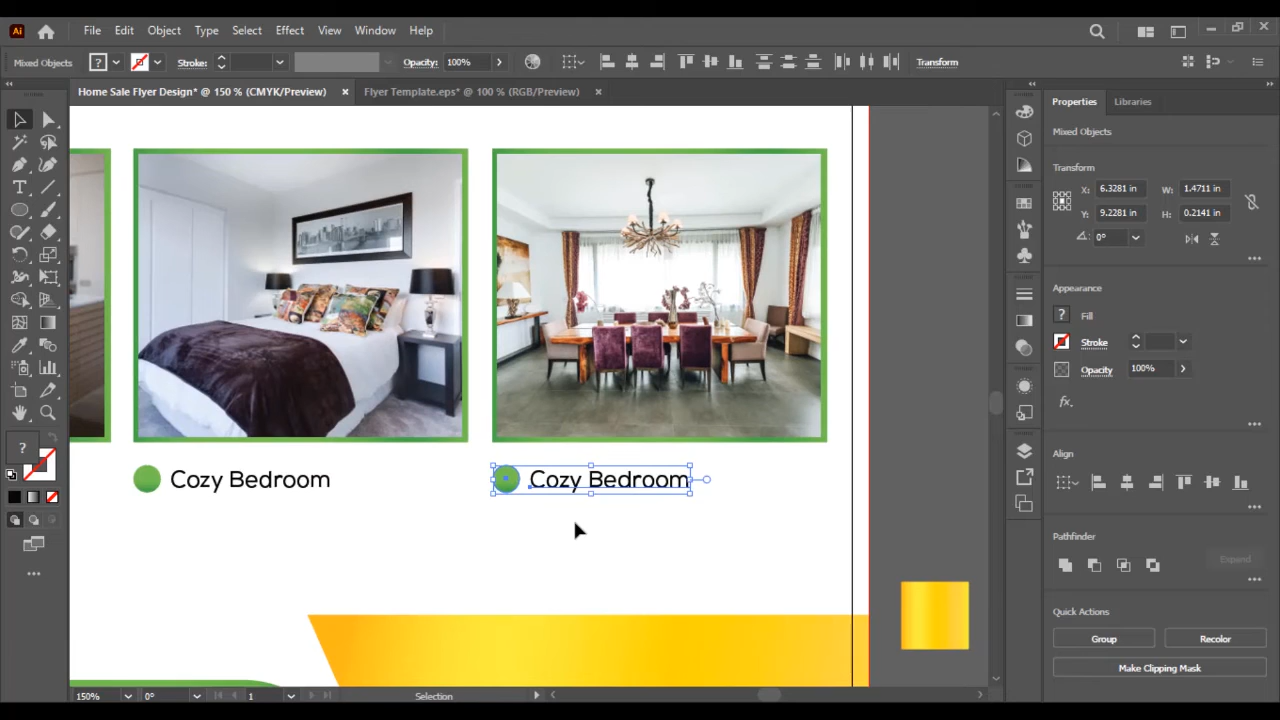 Ai File Edit Object Type Select Effect View Window Help
Mixed Objects ? Stroke: Opacity: 100% Transform
Home Sale Flyer Design* @ 150 % (CMYK/Preview) × Flyer Template.eps* @ 100 % (RGB/Preview) ×
Properties Libraries
Mixed Objects
Transform
X: 6.3281 in W: 1.4711 in
Y: 9.2281 in H: 0.2141 in
0°
Appearance
? Fill
Stroke
Opacity 100%
fx.
Align
Pathfinder
Expand
Quick Actions
Group Recolor
Make Clipping Mask
?
Cozy Bedroom Cozy Bedroom
150% 0° 1 Selection